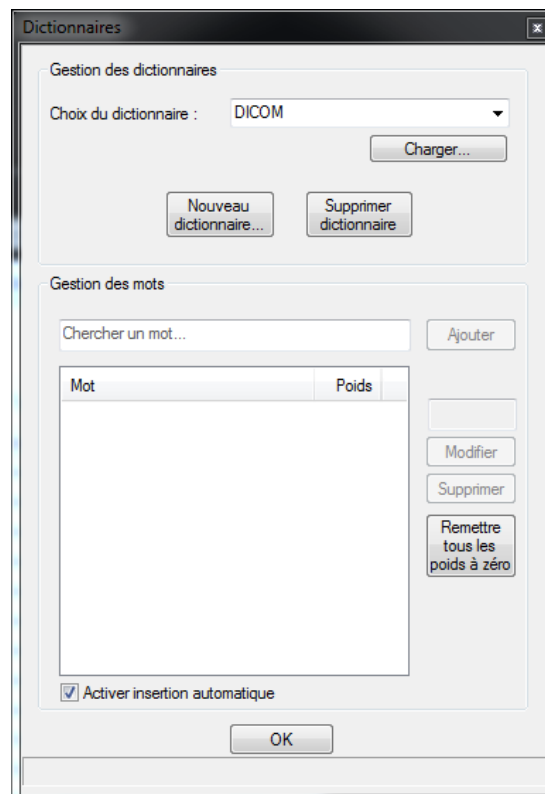 Dictionnaires
Gestion des dictionnaires
Choix du dictionnaire : DICOM
Charger...
Nouveau
dictionnaire...
Supprimer
dictionnaire
Gestion des mots
Chercher un mot... Ajouter
Mot Poids
Modifier
Supprimer
Remettre
tous les
poids à zéro
Activer insertion automatique
OK